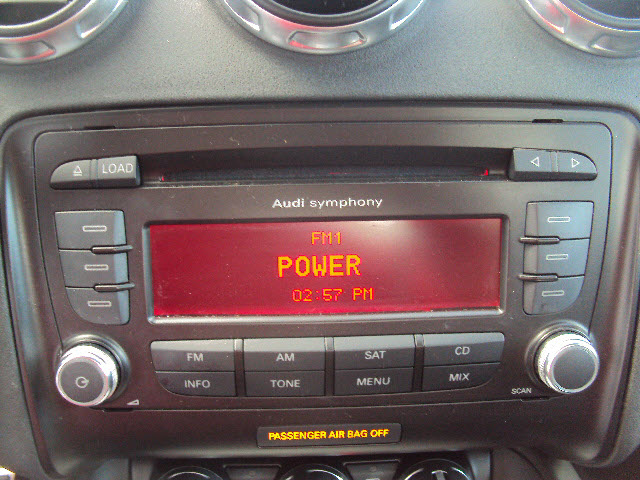 LOAD
Audi symphony
FM1
POWER
02:57 PM
FM AM SAT CD
INFO TONE MENU MIX
SCAN
PASSENGER AIR BAG OFF